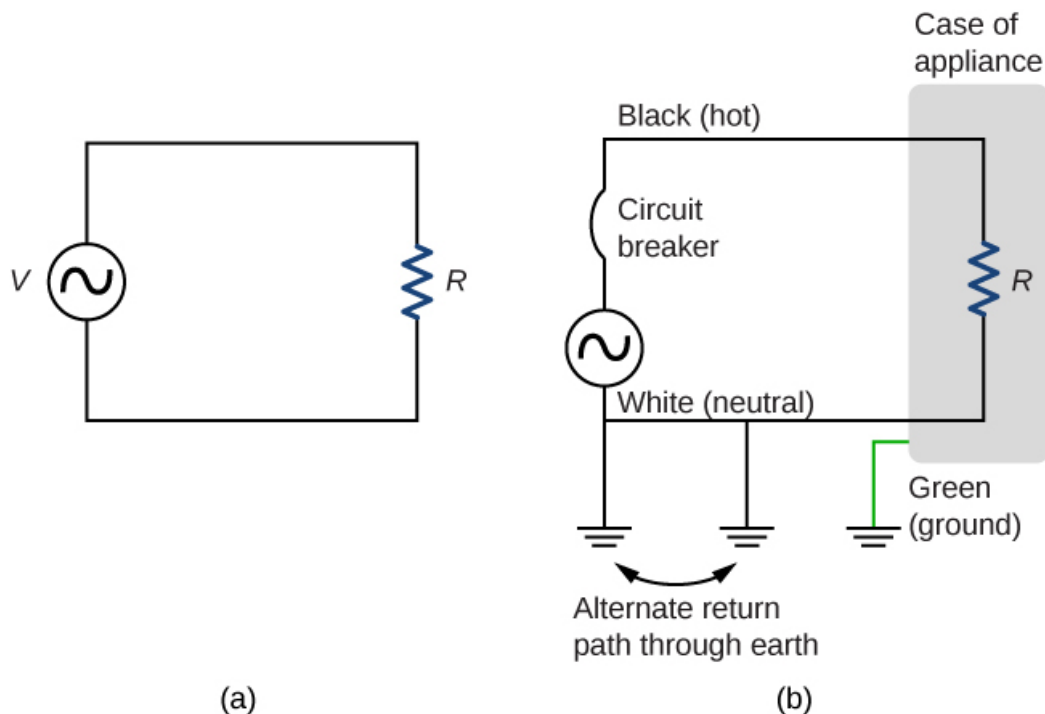 V
R
(a)
Case of
appliance
Black (hot)
Circuit
breaker
R
White (neutral)
Green
(ground)
Alternate return
path through earth
(b)